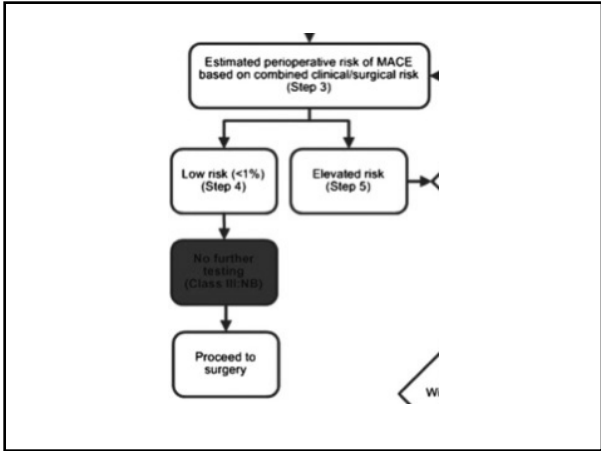 Estimated perioperative risk of MACE
based on combined clinical/surgical risk
(Step 3)
Low risk (<1%)
(Step 4)
Elevated risk
(Step 5)
No further
testing
(Class III:NB)
Proceed to
surgery